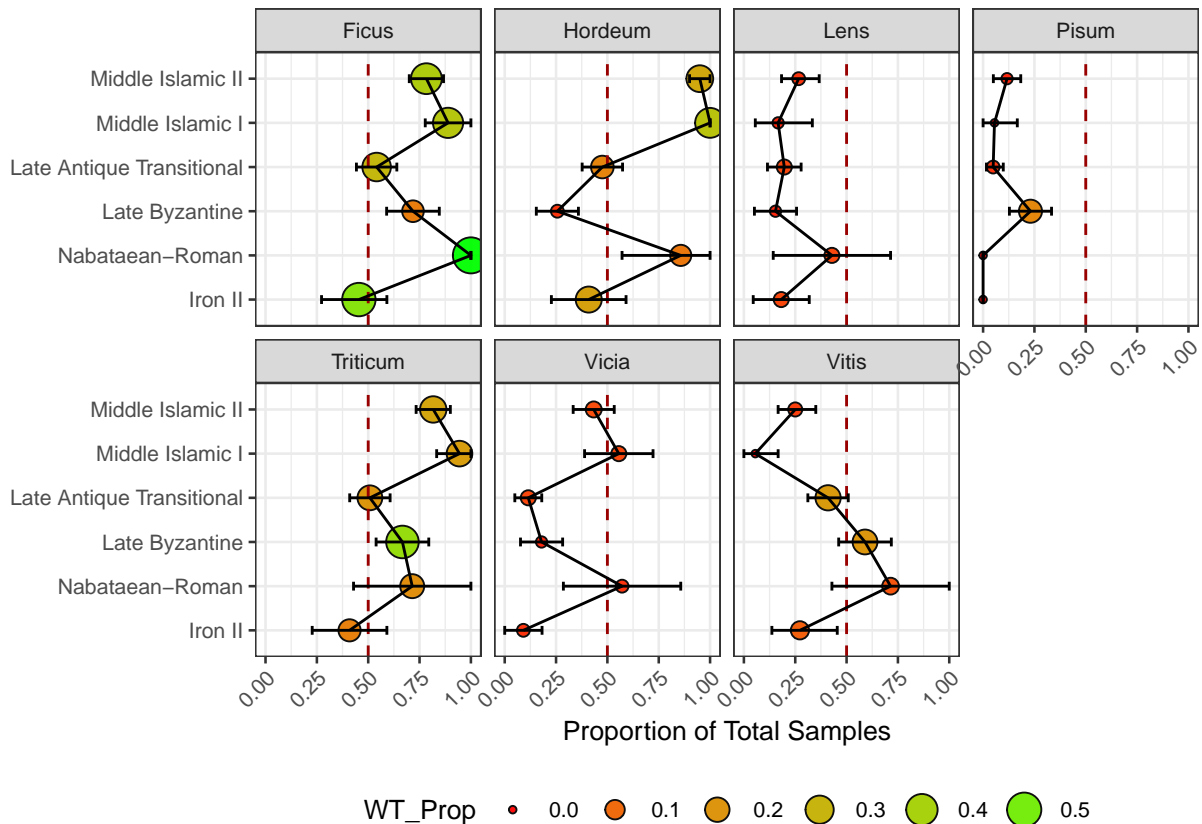 Ficus Hordeum Lens Pisum
Middle Islamic II
Middle Islamic I
Late Antique Transitional
Late Byzantine
Nabataean−Roman
Iron II
0.00 0.25 0.50 0.75 1.00
Triticum Vicia Vitis
Middle Islamic II
Middle Islamic I
Late Antique Transitional
Late Byzantine
Nabataean−Roman
Iron II
0.00 0.25 0.50 0.75 1.00 0.00 0.25 0.50 0.75 1.00 0.00 0.25 0.50 0.75 1.00
Proportion of Total Samples
WT_Prop 0.0 0.1 0.2 0.3 0.4 0.5